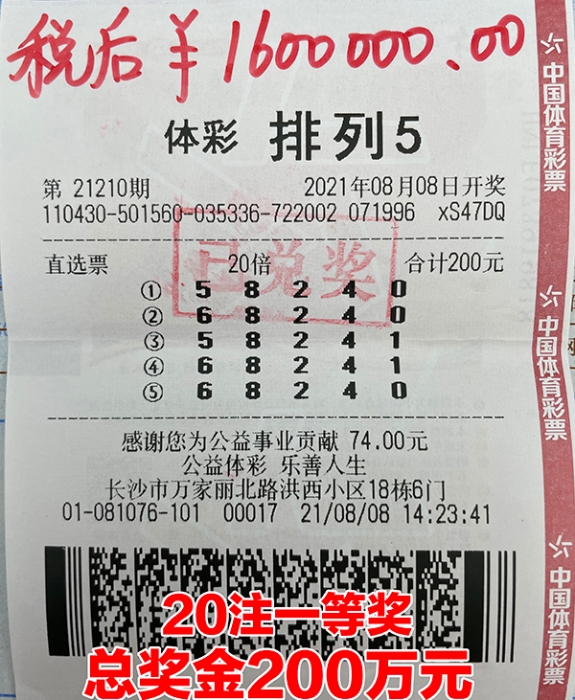 税后¥1600000.00
体彩 排列5
第 21210期 2021年08月08日开奖
110430-501560-035336-722002 071996 xS47DQ
直选票 20倍 合计200元
已兑奖
① 5 8 2 4 0
② 6 8 2 4 0
③ 5 8 2 4 1
④ 6 8 2 4 1
⑤ 6 8 2 4 0
感谢您为公益事业贡献 74.00元
公益体彩 乐善人生
长沙市万家丽北路洪西小区18栋6门
01-081076-101 00017 21/08/08 14:23:41
20注一等奖
总奖金200万元
中国体育彩票
中国体育彩票
中国体育彩票